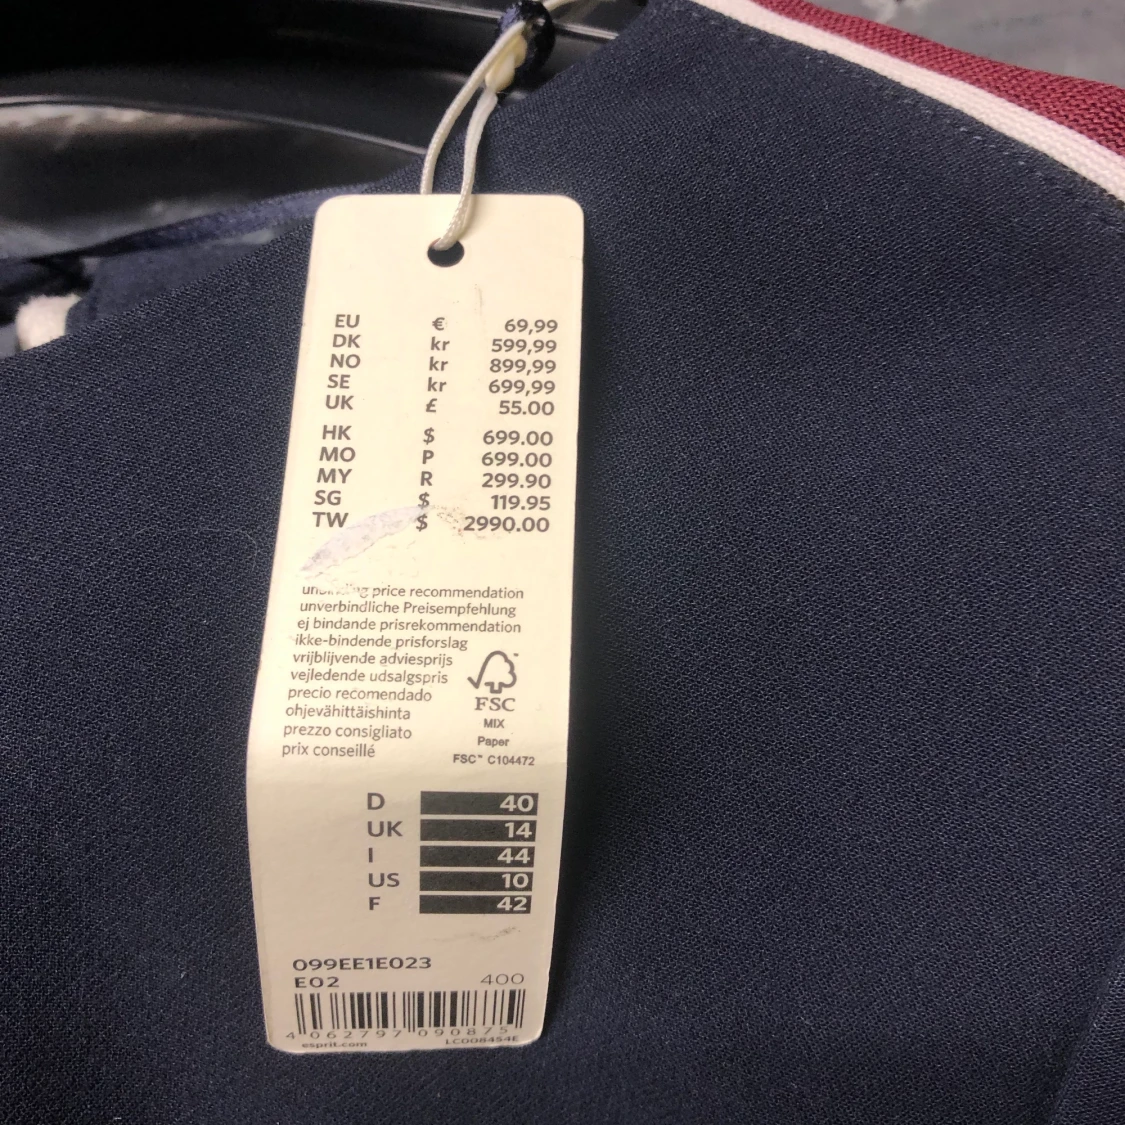 EU € 69,99
DK kr 599,99
NO kr 899,99
SE kr 699,99
UK £ 55.00
HK $ 699.00
MO P 699.00
MY R 299.90
SG $ 119.95
TW $ 2990.00
price recommendation
unverbindliche Preisempfehlung
ej bindande prisrekommendation
ikke-bindende prisforslag
vrijblijvende adviesprijs
vejledende udsalgspris
precio recomendado
ohjevähittäishinta
prezzo consigliato
prix conseillé
FSC
MIX
Paper
FSC™ C104472
D 40
UK 14
I 44
US 10
F 42
099EE1E023
E02 400
4 062797 090875
esprit.com LC008454E